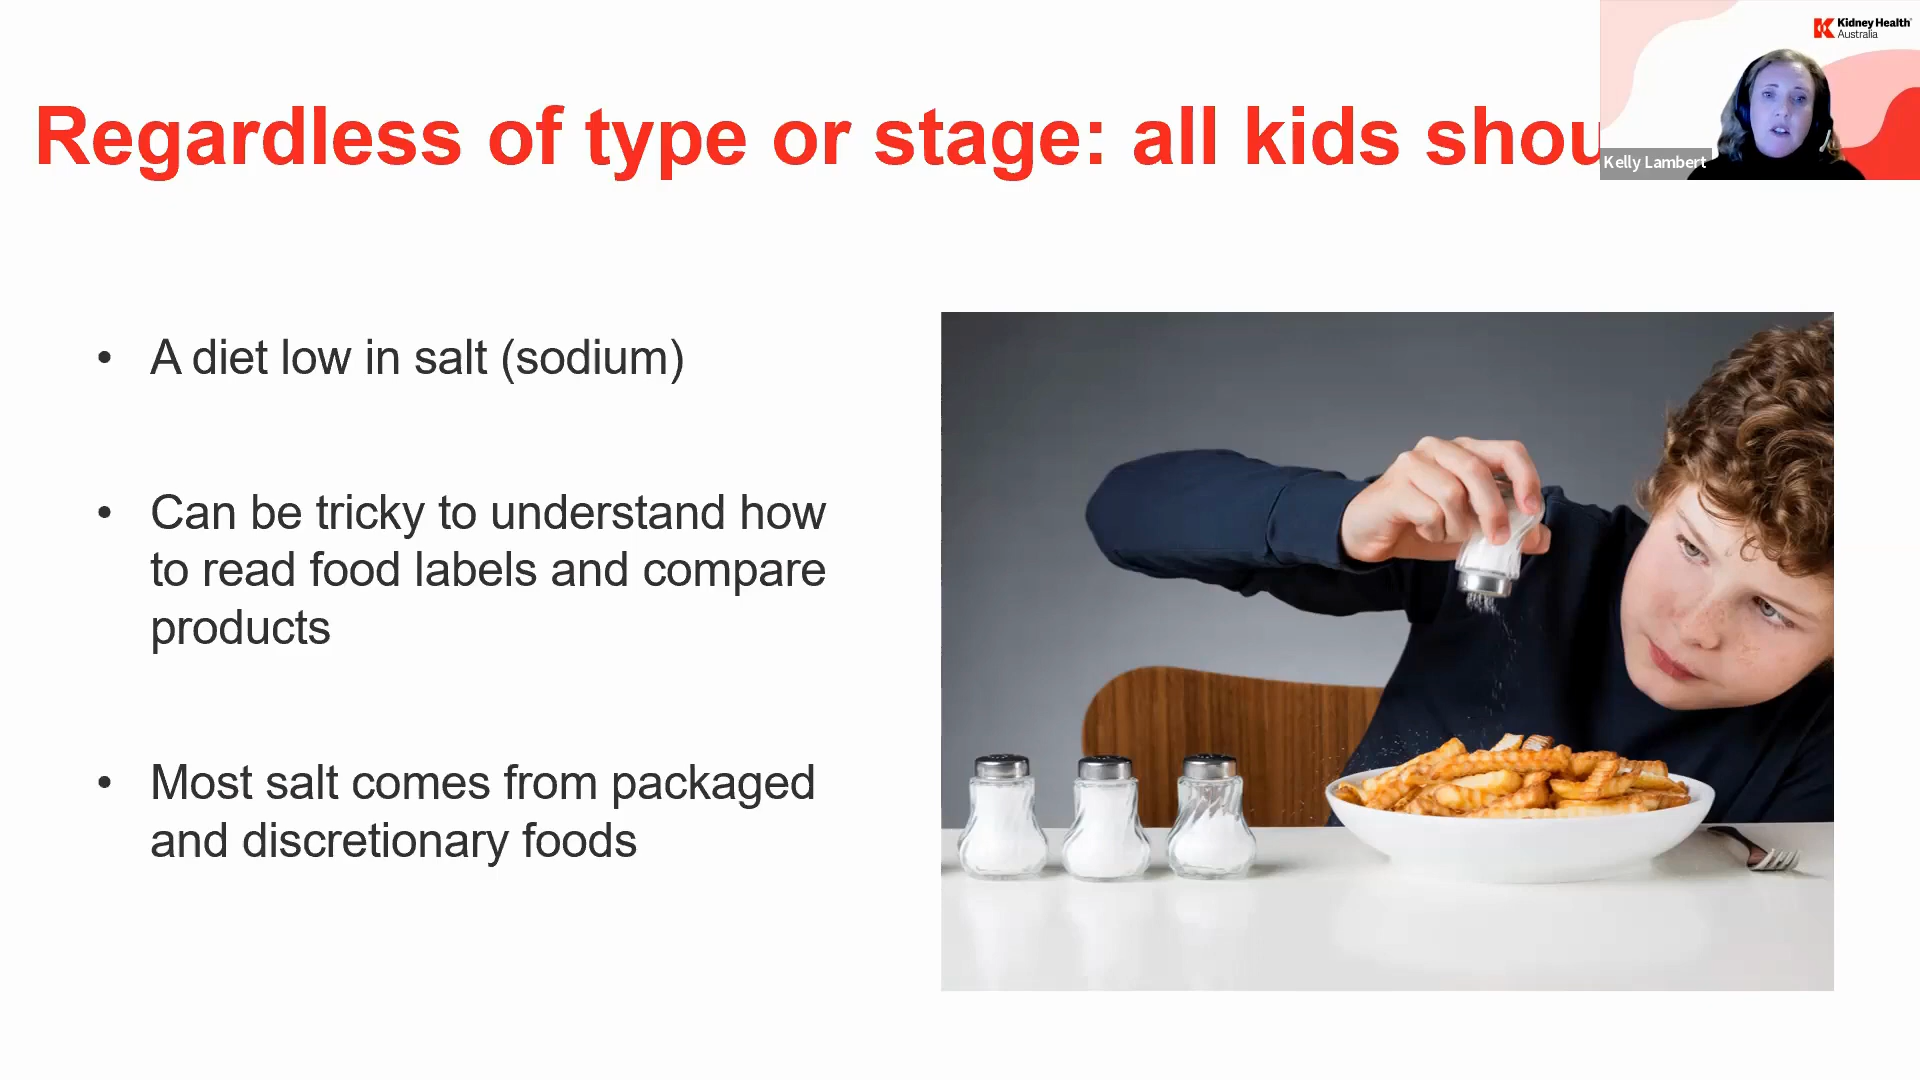 Kidney Health
Australia
Regardless of type or stage: all kids shou
Kelly Lambert
• A diet low in salt (sodium)
• Can be tricky to understand how
to read food labels and compare
products
• Most salt comes from packaged
and discretionary foods